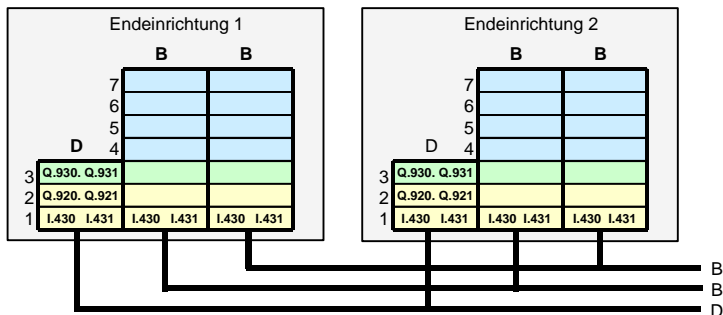 Endeinrichtung 1
Endeinrichtung 2
B B
B B
7
6
5
D 4
7
6
5
D 4
3 Q.930. Q.931
2 Q.920. Q.921
1 I.430 I.431 I.430 I.431 I.430 I.431
3 Q.930. Q.931
2 Q.920. Q.921
1 I.430 I.431 I.430 I.431 I.430 I.431
B
B
D